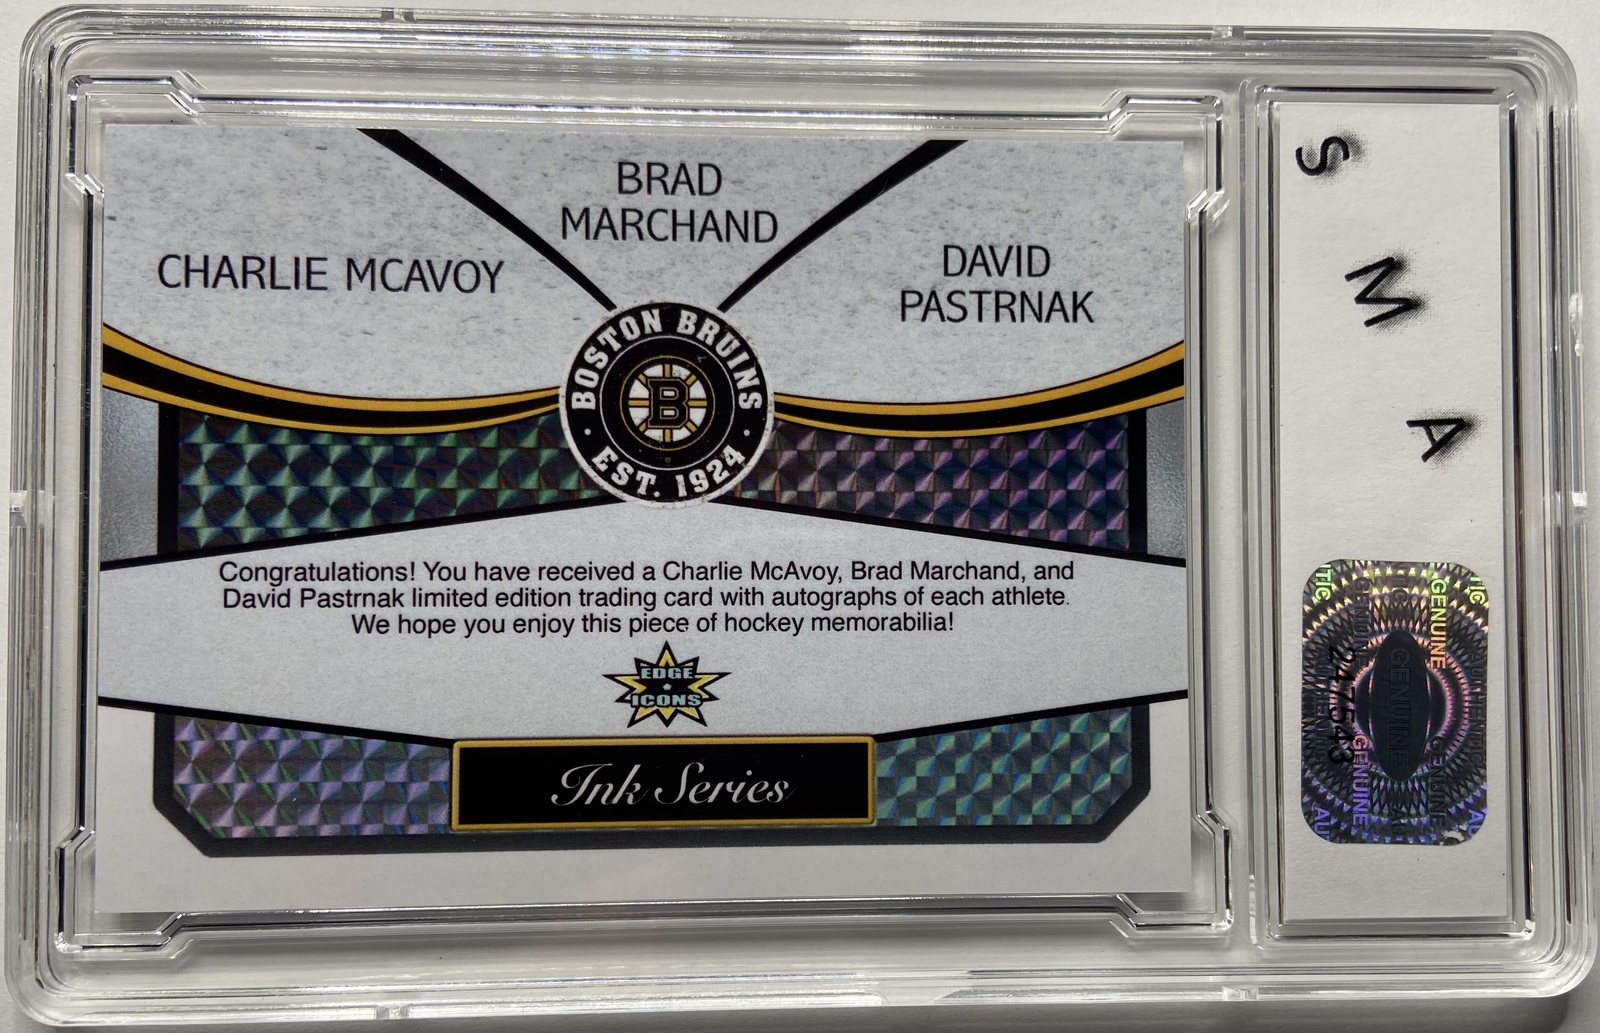 BRAD
MARCHAND
CHARLIE MCAVOY
DAVID
PASTRNAK
BOSTON BRUINS
B
· EST. 1924 ·
Congratulations! You have received a Charlie McAvoy, Brad Marchand, and
David Pastrnak limited edition trading card with autographs of each athlete.
We hope you enjoy this piece of hockey memorabilia!
EDGE
ICONS
Ink Series
S M A
GENUINE
GENUINE
GENUINE
247543